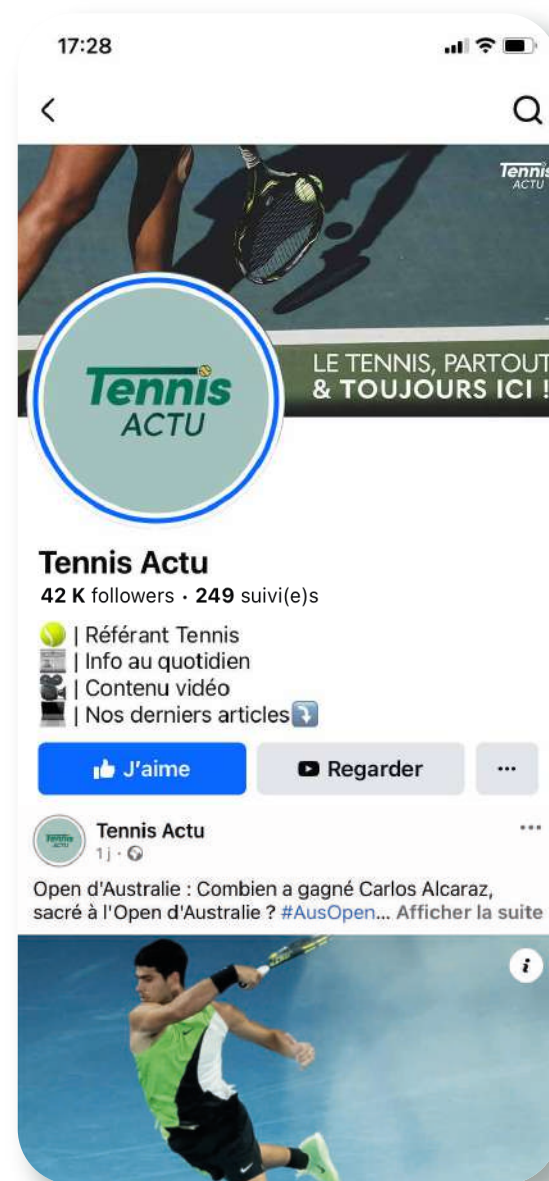 17:28
Tennis
ACTU
LE TENNIS, PARTOUT
& TOUJOURS ICI !
Tennis
ACTU
Tennis Actu
42 K followers · 249 suivi(e)s
| Référant Tennis
| Info au quotidien
| Contenu vidéo
| Nos derniers articles
J'aime
Regarder
Tennis
ACTU
Tennis Actu
1 j ·
Open d'Australie : Combien a gagné Carlos Alcaraz,
sacré à l'Open d'Australie ? #AusOpen... Afficher la suite